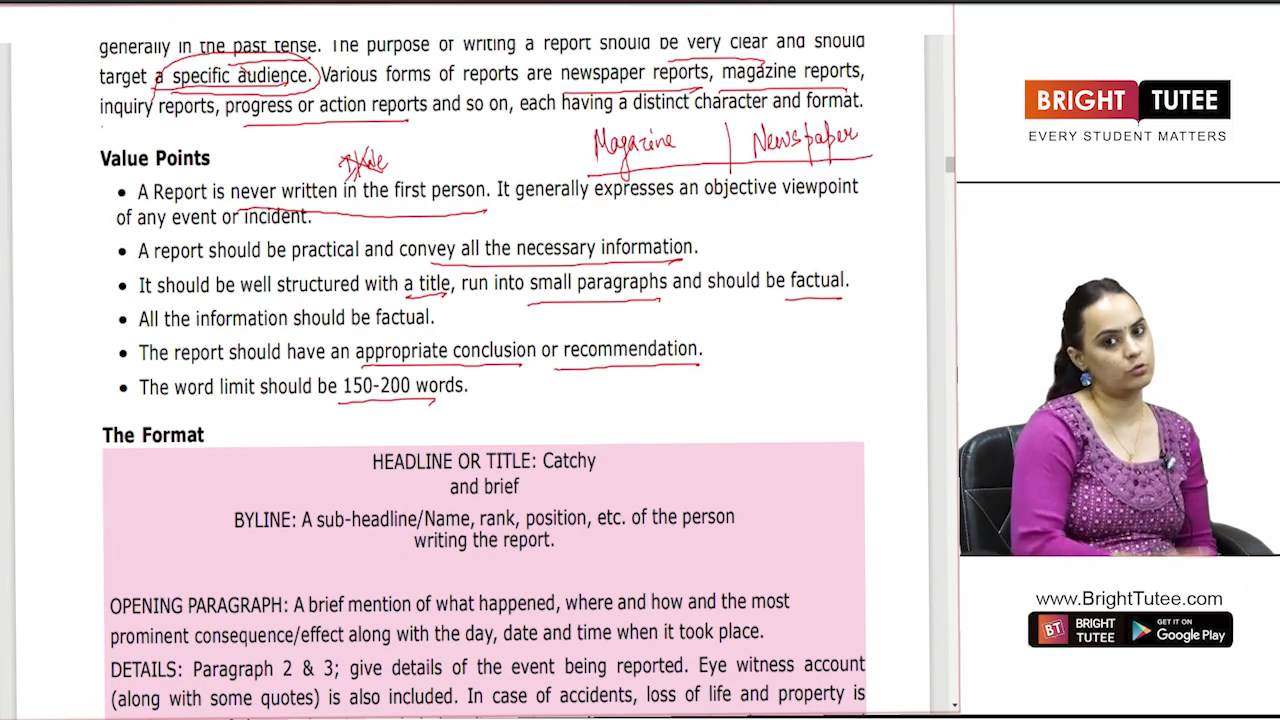 generally in the past tense. The purpose of writing a report should be very clear and should
target a specific audience. Various forms of reports are newspaper reports, magazine reports,
inquiry reports, progress or action reports and so on, each having a distinct character and format.
Magazine | Newspaper
Value Points
• A Report is never written in the first person. It generally expresses an objective viewpoint
of any event or incident.
• A report should be practical and convey all the necessary information.
• It should be well structured with a title, run into small paragraphs and should be factual.
• All the information should be factual.
• The report should have an appropriate conclusion or recommendation.
• The word limit should be 150-200 words.
The Format
HEADLINE OR TITLE: Catchy
and brief
BYLINE: A sub-headline/Name, rank, position, etc. of the person
writing the report.
OPENING PARAGRAPH: A brief mention of what happened, where and how and the most
prominent consequence/effect along with the day, date and time when it took place.
DETAILS: Paragraph 2 & 3; give details of the event being reported. Eye witness account
(along with some quotes) is also included. In case of accidents, loss of life and property is
BRIGHT TUTEE
EVERY STUDENT MATTERS
www.BrightTutee.com
BT BRIGHT TUTEE
GET IT ON
Google Play